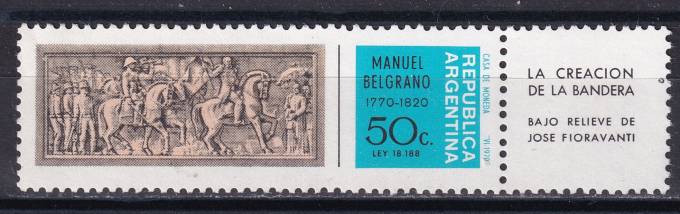 MANUEL
BELGRANO
1770-1820
50c.
LEY 18.188
REPUBLICA
ARGENTINA
CASA DE MONEDA
LA CREACION
DE LA BANDERA
BAJO RELIEVE DE
JOSE FIORAVANTI